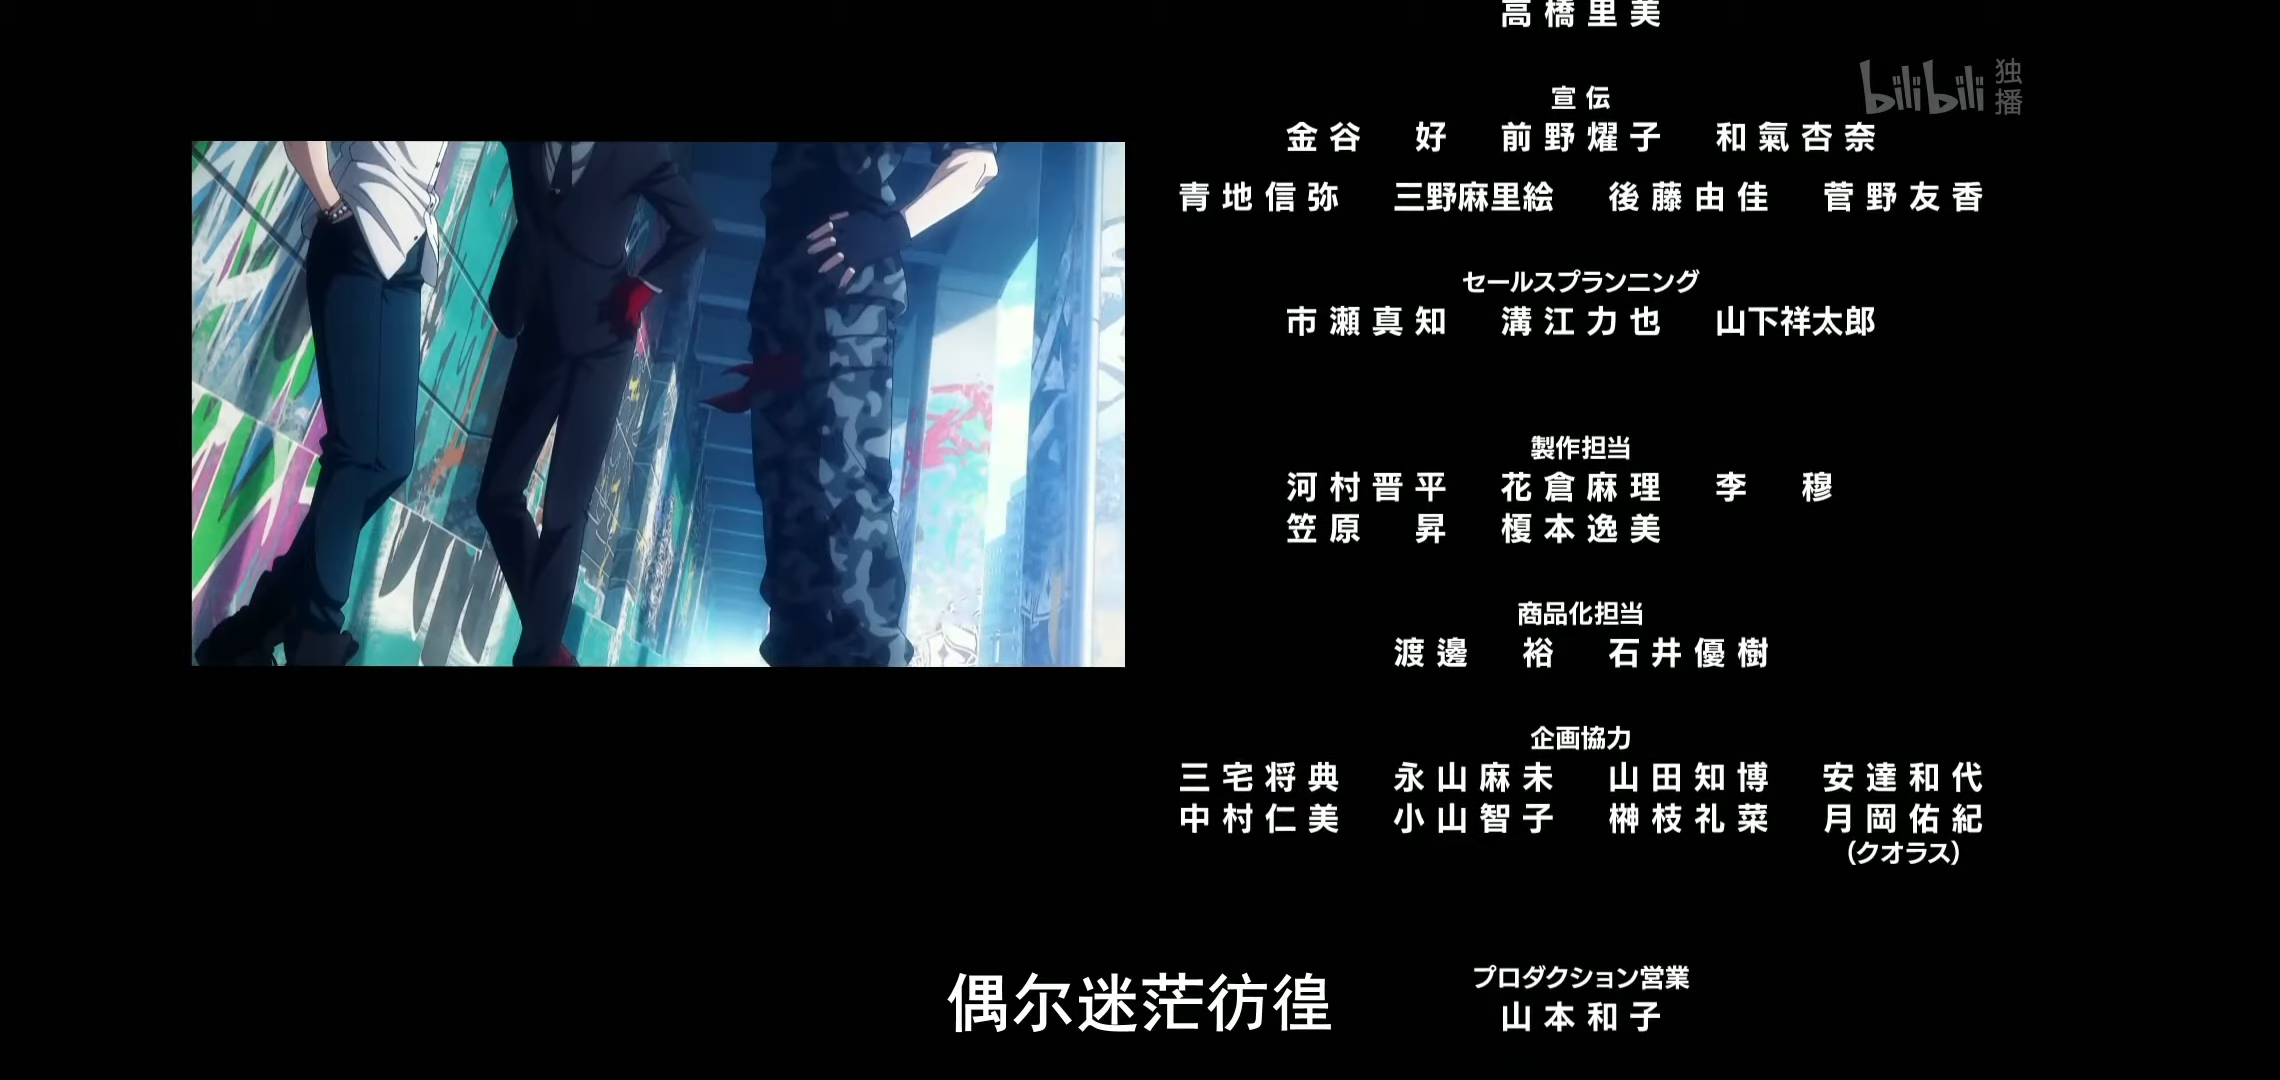 高橋里美
bilibili 独播
宣伝
金谷 好 前野燿子 和氣杏奈
青地信弥 三野麻里絵 後藤由佳 菅野友香
セールスプランニング
市瀬真知 溝江力也 山下祥太郎
製作担当
河村晋平 花倉麻理 李 穆
笠原 昇 榎本逸美
商品化担当
渡邊 裕 石井優樹
企画協力
三宅将典 永山麻未 山田知博 安達和代
中村仁美 小山智子 榊枝礼菜 月岡佑紀
(クオラス)
プロダクション営業
山本和子
偶尔迷茫彷徨